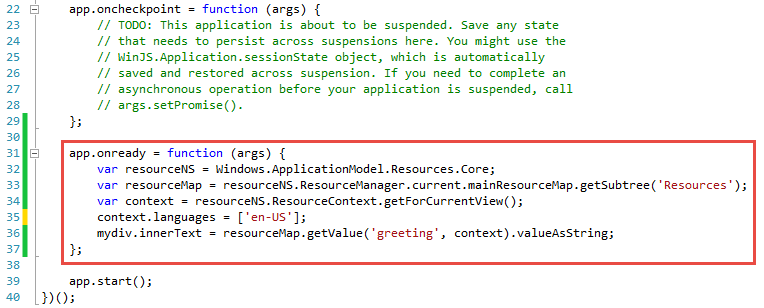 22 app.oncheckpoint = function (args) {
23 // TODO: This application is about to be suspended. Save any state
24 // that needs to persist across suspensions here. You might use the
25 // WinJS.Application.sessionState object, which is automatically
26 // saved and restored across suspension. If you need to complete an
27 // asynchronous operation before your application is suspended, call
28 // args.setPromise().
29 };
30
31 app.onready = function (args) {
32 var resourceNS = Windows.ApplicationModel.Resources.Core;
33 var resourceMap = resourceNS.ResourceManager.current.mainResourceMap.getSubtree('Resources');
34 var context = resourceNS.ResourceContext.getForCurrentView();
35 context.languages = ['en-US'];
36 mydiv.innerText = resourceMap.getValue('greeting', context).valueAsString;
37 };
38
39 app.start();
40 })();